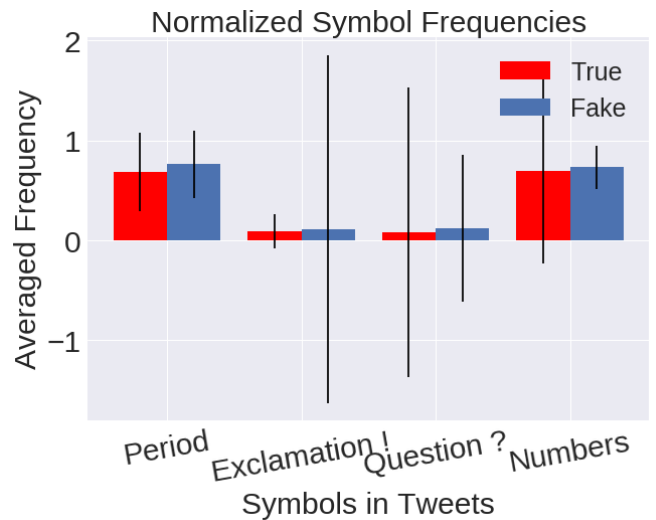 Normalized Symbol Frequencies
True
Fake
2
1
0
−1
Averaged Frequency
Period
Exclamation !
Question ?
Numbers
Symbols in Tweets